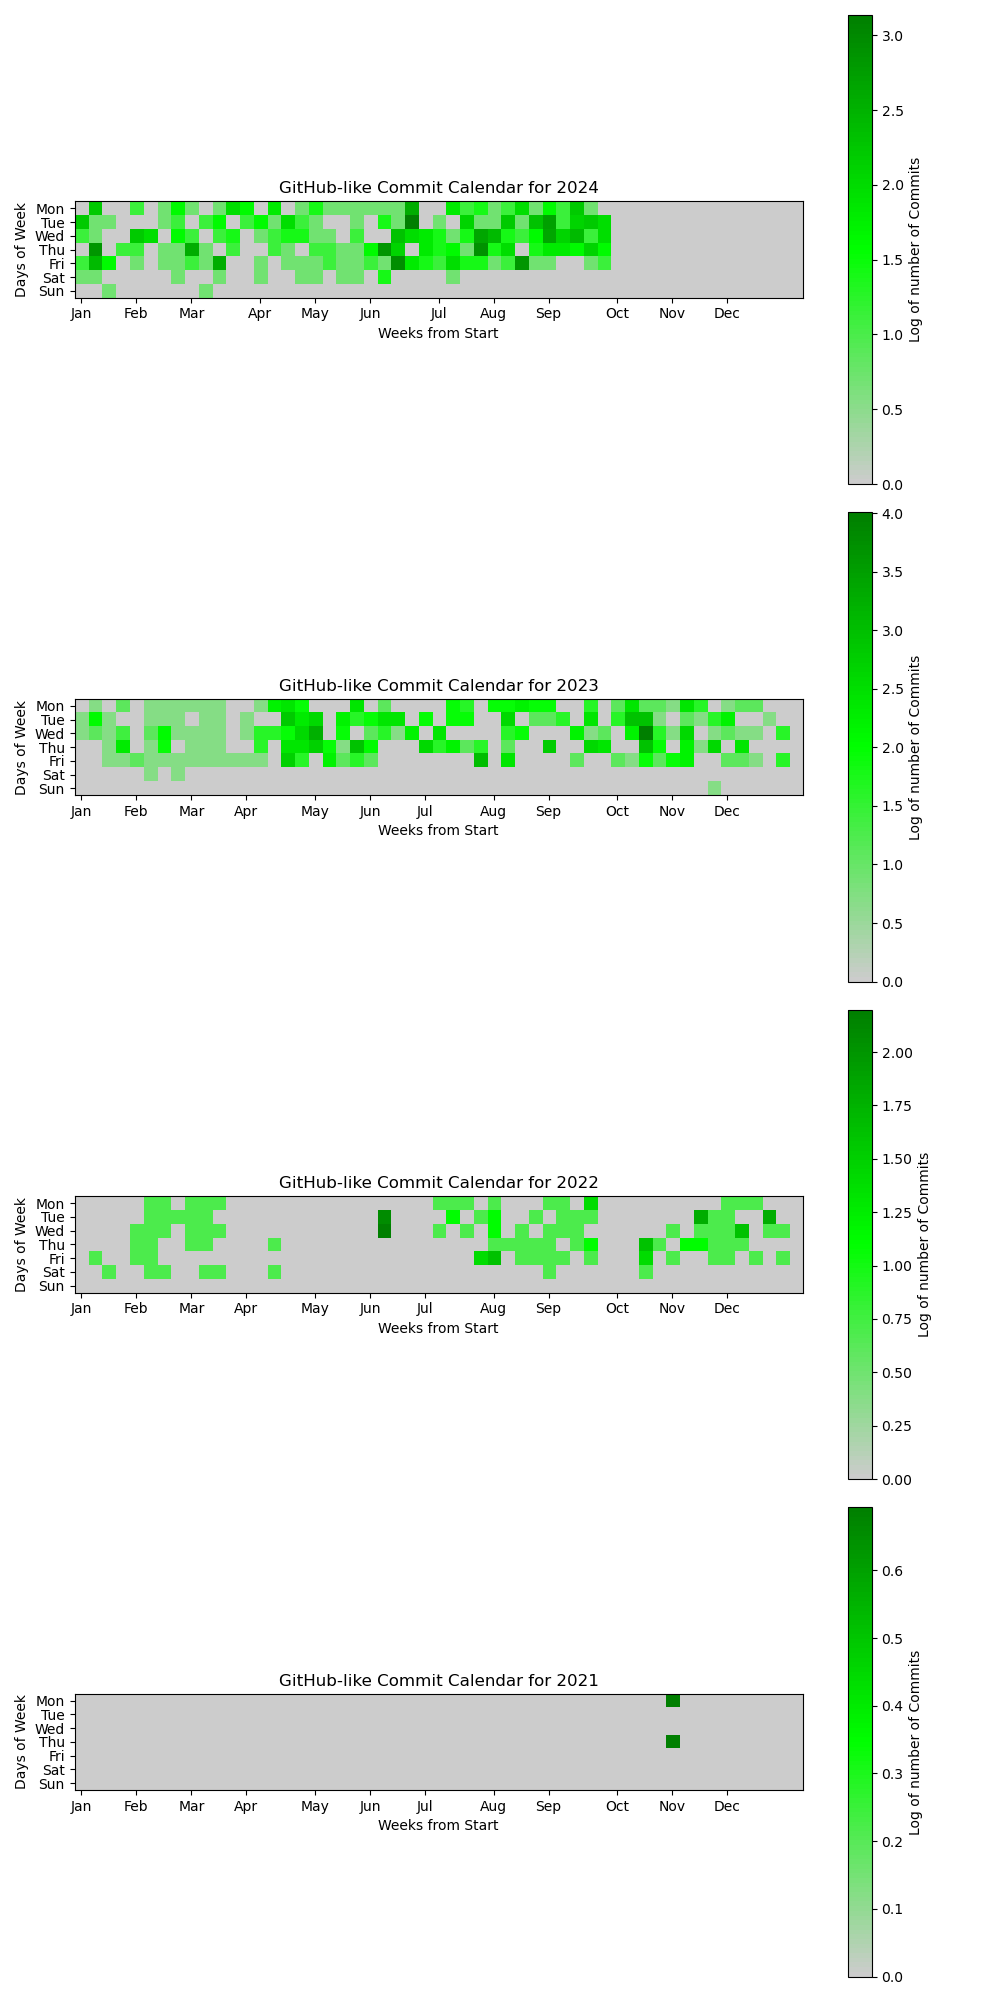 GitHub-like Commit Calendar for 2024
Days of Week
Mon
Tue
Wed
Thu
Fri
Sat
Sun
Jan Feb Mar Apr May Jun Jul Aug Sep Oct Nov Dec
Weeks from Start
3.0
2.5
2.0
1.5
1.0
0.5
0.0
Log of number of Commits
GitHub-like Commit Calendar for 2023
Days of Week
Mon
Tue
Wed
Thu
Fri
Sat
Sun
Jan Feb Mar Apr May Jun Jul Aug Sep Oct Nov Dec
Weeks from Start
4.0
3.5
3.0
2.5
2.0
1.5
1.0
0.5
0.0
Log of number of Commits
GitHub-like Commit Calendar for 2022
Days of Week
Mon
Tue
Wed
Thu
Fri
Sat
Sun
Jan Feb Mar Apr May Jun Jul Aug Sep Oct Nov Dec
Weeks from Start
2.00
1.75
1.50
1.25
1.00
0.75
0.50
0.25
0.00
Log of number of Commits
GitHub-like Commit Calendar for 2021
Days of Week
Mon
Tue
Wed
Thu
Fri
Sat
Sun
Jan Feb Mar Apr May Jun Jul Aug Sep Oct Nov Dec
Weeks from Start
0.6
0.5
0.4
0.3
0.2
0.1
0.0
Log of number of Commits